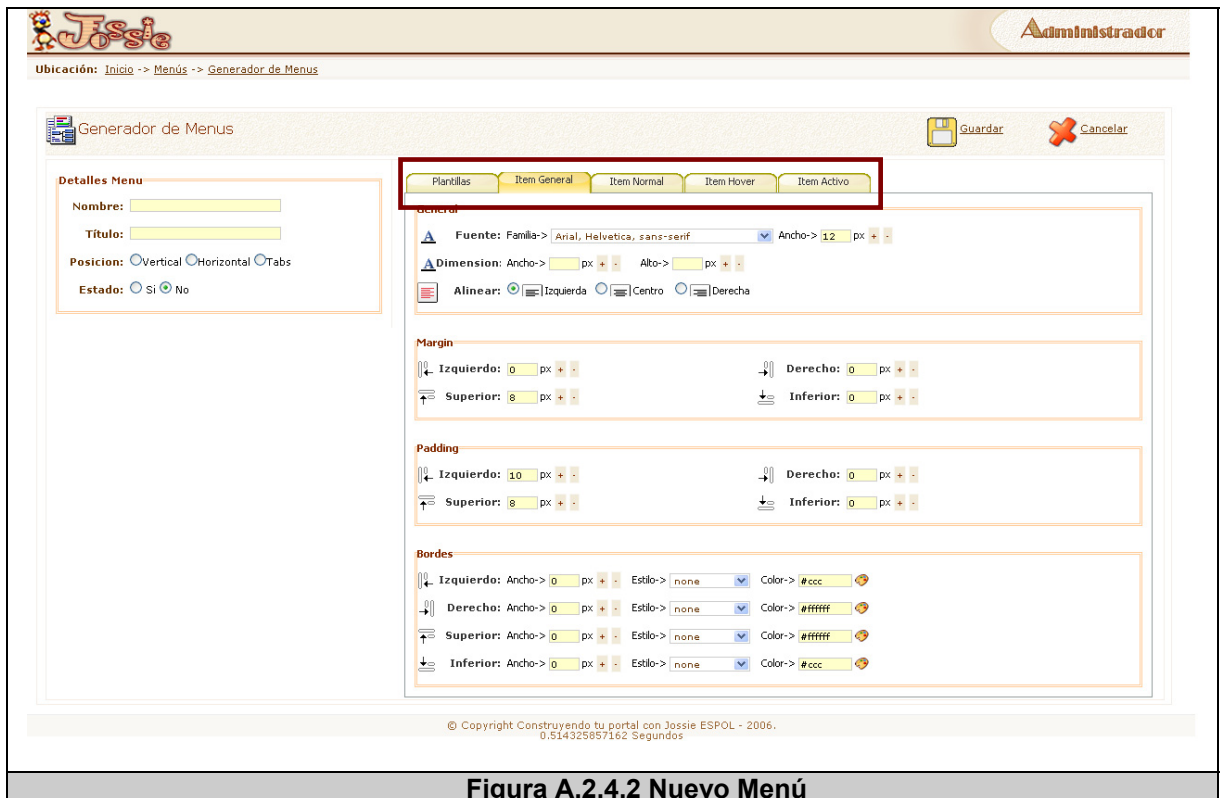 Jossie
Administrador
Ubicación: Inicio -> Menús -> Generador de Menus
Generador de Menus
Guardar
Cancelar
Detalles Menu
Nombre:
Título:
Posicion: Vertical Horizontal Tabs
Estado: Si No
Plantillas
Item General
Item Normal
Item Hover
Item Activo
General
Fuente: Familia-> Arial, Helvetica, sans-serif Ancho-> 12 px + -
Dimension: Ancho-> px + - Alto-> px + -
Alinear: Izquierda Centro Derecha
Margin
Izquierdo: 0 px + - Derecho: 0 px + -
Superior: 8 px + - Inferior: 0 px + -
Padding
Izquierdo: 10 px + - Derecho: 0 px + -
Superior: 8 px + - Inferior: 0 px + -
Bordes
Izquierdo: Ancho-> 0 px + - Estilo-> none Color-> #ccc
Derecho: Ancho-> 0 px + - Estilo-> none Color-> #ffffff
Superior: Ancho-> 0 px + - Estilo-> none Color-> #ffffff
Inferior: Ancho-> 0 px + - Estilo-> none Color-> #ccc
© Copyright Construyendo tu portal con Jossie ESPOL - 2006.
0.514325857162 Segundos
Figura A.2.4.2 Nuevo Menú